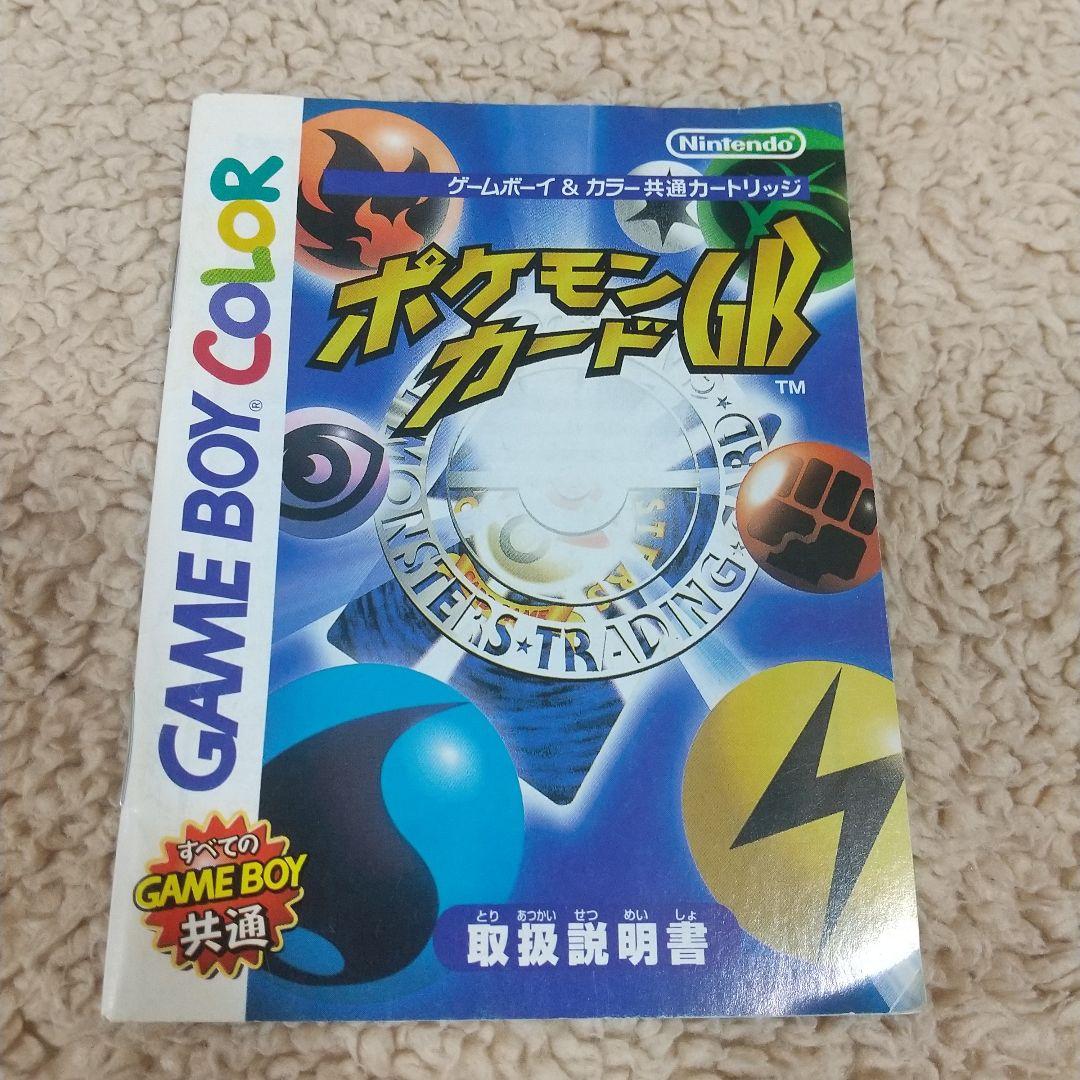 Nintendo®
ゲームボーイ & カラー共通カートリッジ
ポケモン
カードGB
TM
GAME BOY® COLOR
MONSTERS★TRADING★CARD
すべての
GAME BOY
共通
とり あつかい せつ めい しょ
取扱説明書